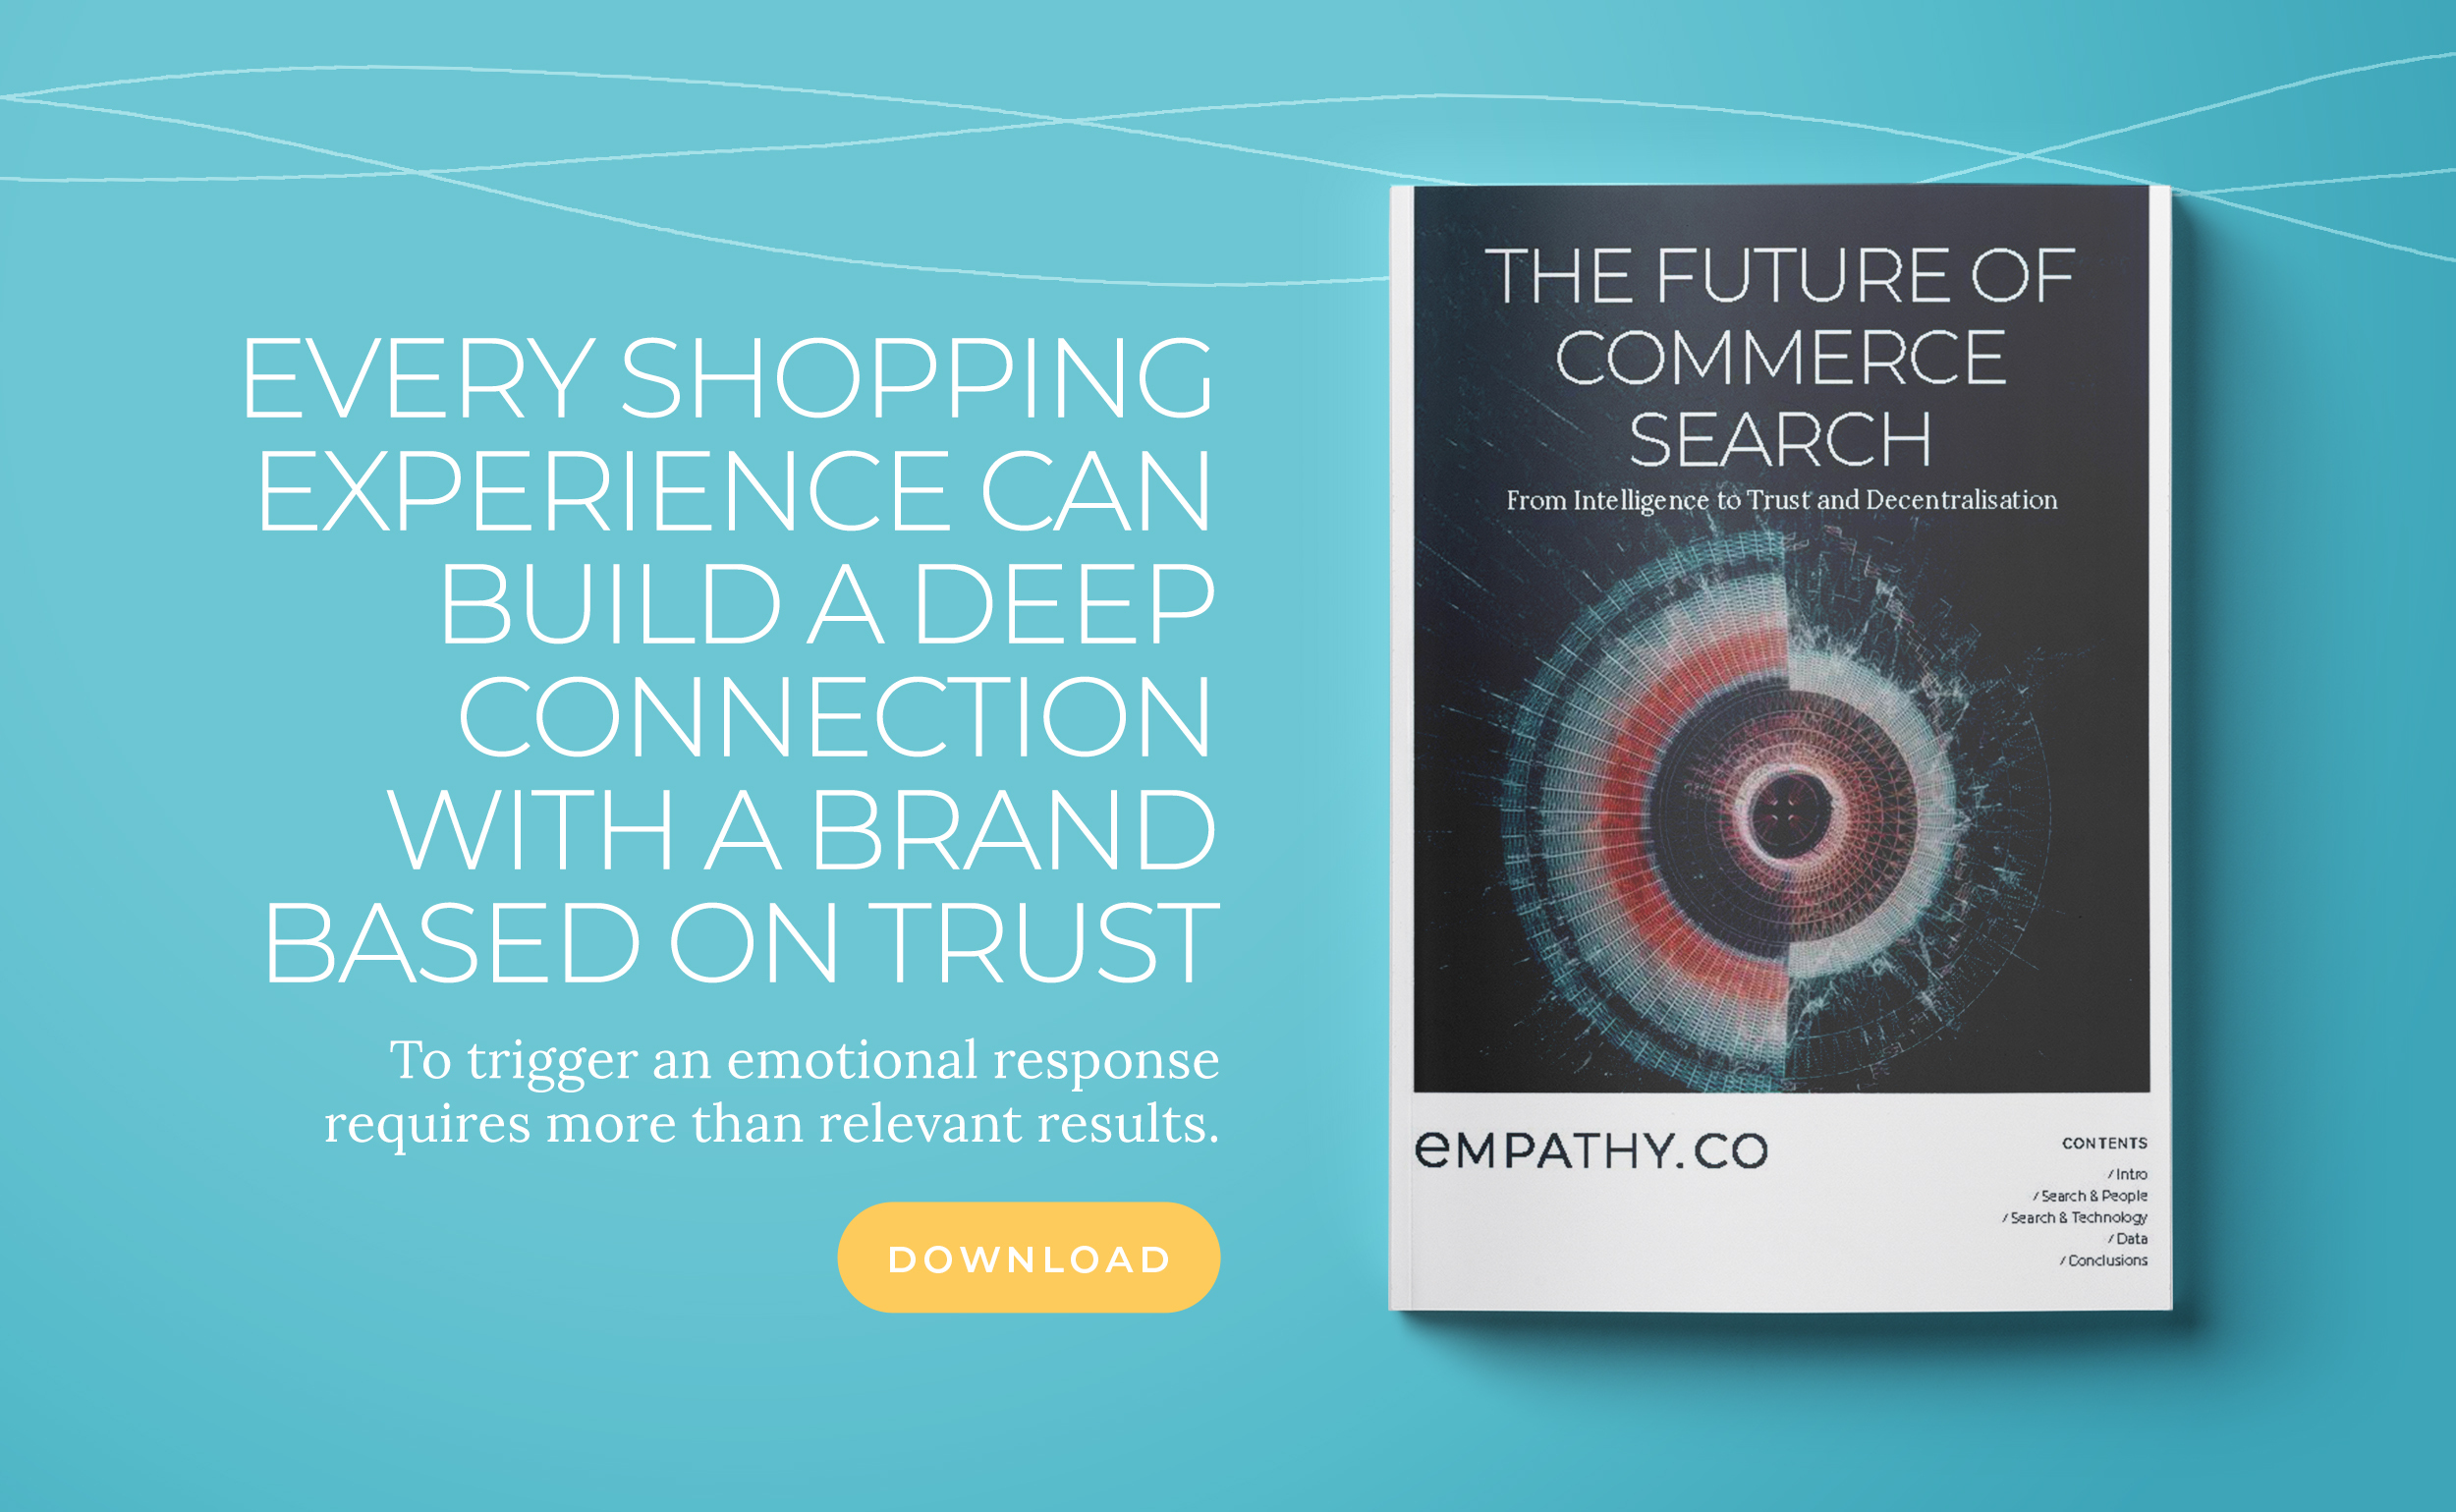 EVERY SHOPPING
EXPERIENCE CAN
BUILD A DEEP
CONNECTION
WITH A BRAND
BASED ON TRUST
To trigger an emotional response
requires more than relevant results.
DOWNLOAD
THE FUTURE OF
COMMERCE
SEARCH
From Intelligence to Trust and Decentralisation
eMPATHY.CO
CONTENTS
/ Intro
/ Search & People
/ Search & Technology
/ Data
/ Conclusions